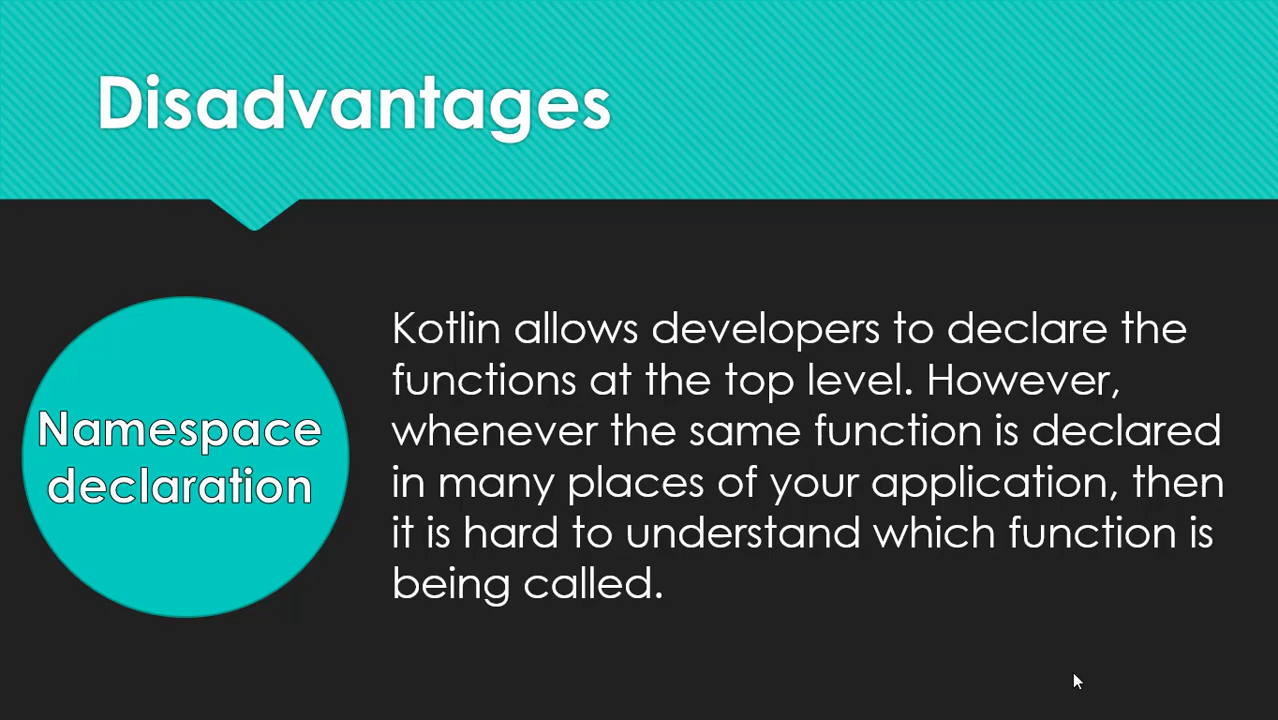 Disadvantages
Namespace
declaration
Kotlin allows developers to declare the
functions at the top level. However,
whenever the same function is declared
in many places of your application, then
it is hard to understand which function is
being called.